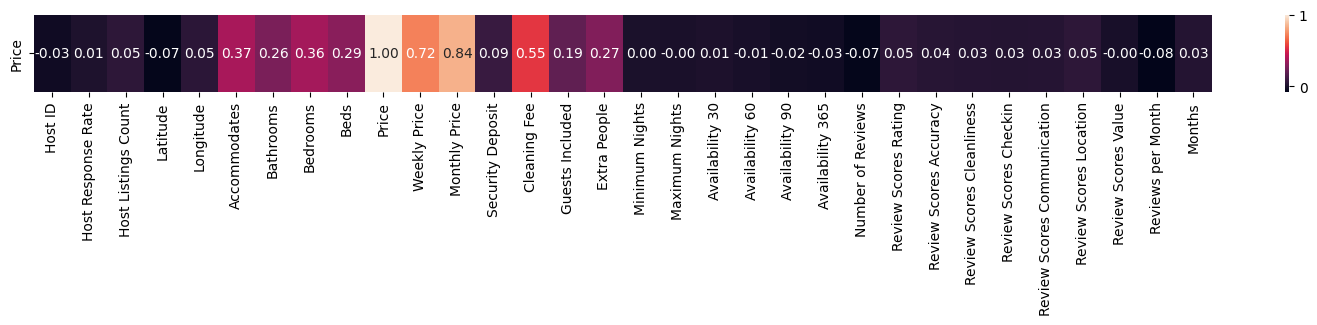 Price
-0.03 0.01 0.05 -0.07 0.05 0.37 0.26 0.36 0.29 1.00 0.72 0.84 0.09 0.55 0.19 0.27 0.00 -0.00 0.01 -0.01 -0.02 -0.03 -0.07 0.05 0.04 0.03 0.03 0.03 0.05 -0.00 -0.08 0.03
Host ID
Host Response Rate
Host Listings Count
Latitude
Longitude
Accommodates
Bathrooms
Bedrooms
Beds
Price
Weekly Price
Monthly Price
Security Deposit
Cleaning Fee
Guests Included
Extra People
Minimum Nights
Maximum Nights
Availability 30
Availability 60
Availability 90
Availability 365
Number of Reviews
Review Scores Rating
Review Scores Accuracy
Review Scores Cleanliness
Review Scores Checkin
Review Scores Communication
Review Scores Location
Review Scores Value
Reviews per Month
Months
1
0